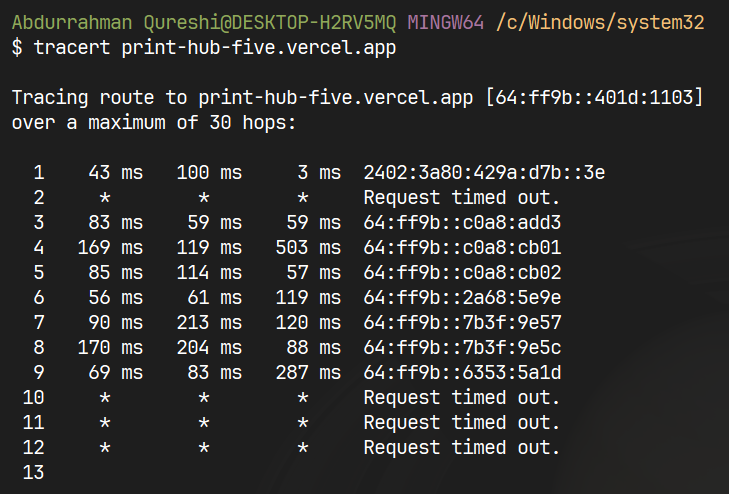 Abdurrahman Qureshi@DESKTOP-H2RV5MQ MINGW64 /c/Windows/system32
$ tracert print-hub-five.vercel.app
Tracing route to print-hub-five.vercel.app [64:ff9b::401d:1103]
over a maximum of 30 hops:
1 43 ms 100 ms 3 ms 2402:3a80:429a:d7b::3e
2 * * * Request timed out.
3 83 ms 59 ms 59 ms 64:ff9b::c0a8:add3
4 169 ms 119 ms 503 ms 64:ff9b::c0a8:cb01
5 85 ms 114 ms 57 ms 64:ff9b::c0a8:cb02
6 56 ms 61 ms 119 ms 64:ff9b::2a68:5e9e
7 90 ms 213 ms 120 ms 64:ff9b::7b3f:9e57
8 170 ms 204 ms 88 ms 64:ff9b::7b3f:9e5c
9 69 ms 83 ms 287 ms 64:ff9b::6353:5a1d
10 * * * Request timed out.
11 * * * Request timed out.
12 * * * Request timed out.
13